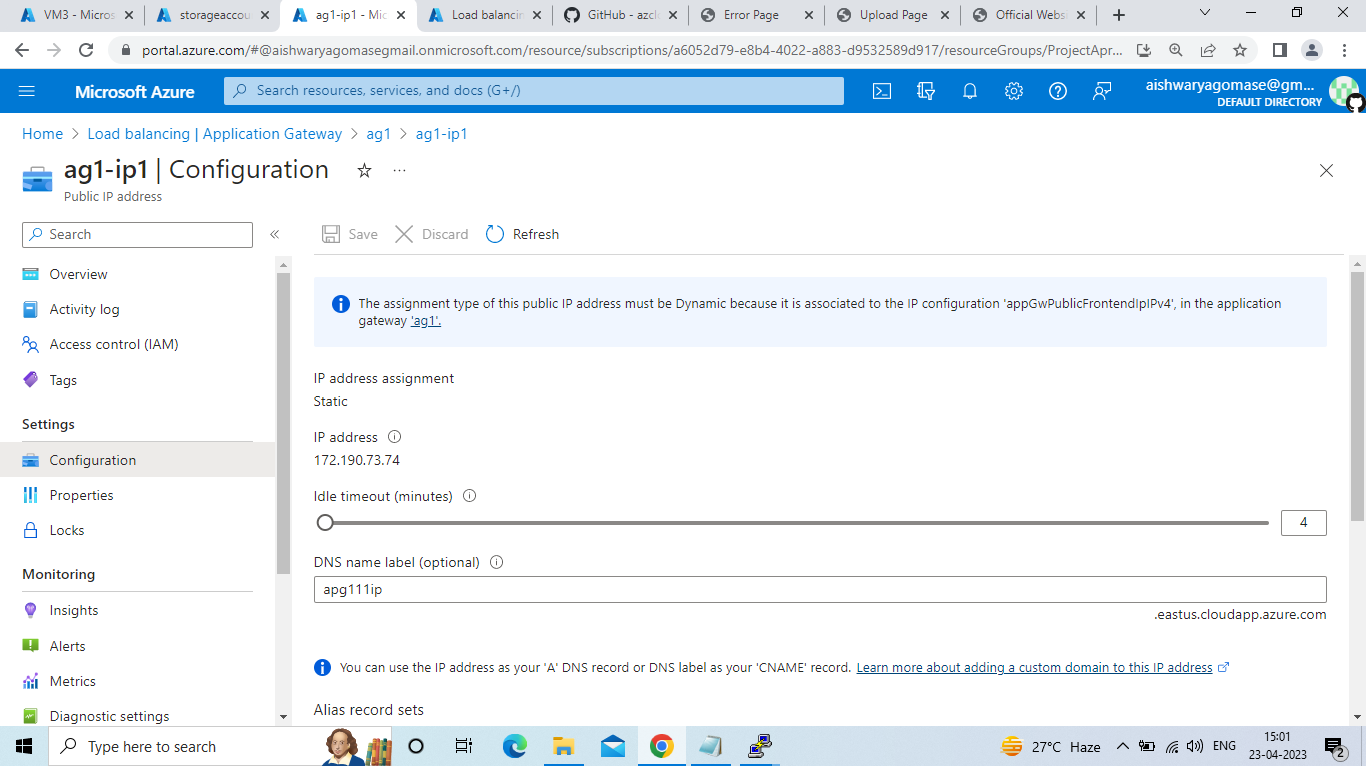 VM3 - Micros
storageaccou
ag1-ip1 - Mic
Load balancin
GitHub - azcl
Error Page
Upload Page
Official Webs
portal.azure.com/#@aishwaryagomasegmail.onmicrosoft.com/resource/subscriptions/a6052d79-e8b4-4022-a883-d9532589d917/resourceGroups/ProjectApr...
Microsoft Azure
Search resources, services, and docs (G+/)
aishwaryagomase@gm...
DEFAULT DIRECTORY
Home > Load balancing | Application Gateway > ag1 > ag1-ip1
ag1-ip1 | Configuration
Public IP address
Search
Save
Discard
Refresh
Overview
Activity log
Access control (IAM)
Tags
Settings
Configuration
Properties
Locks
Monitoring
Insights
Alerts
Metrics
Diagnostic settings
The assignment type of this public IP address must be Dynamic because it is associated to the IP configuration 'appGwPublicFrontendIpIPv4', in the application
gateway 'ag1'.
IP address assignment
Static
IP address
172.190.73.74
Idle timeout (minutes)
4
DNS name label (optional)
apg111ip
.eastus.cloudapp.azure.com
You can use the IP address as your 'A' DNS record or DNS label as your 'CNAME' record. Learn more about adding a custom domain to this IP address
Alias record sets
Type here to search
27°C Haze
ENG
15:01
23-04-2023
2